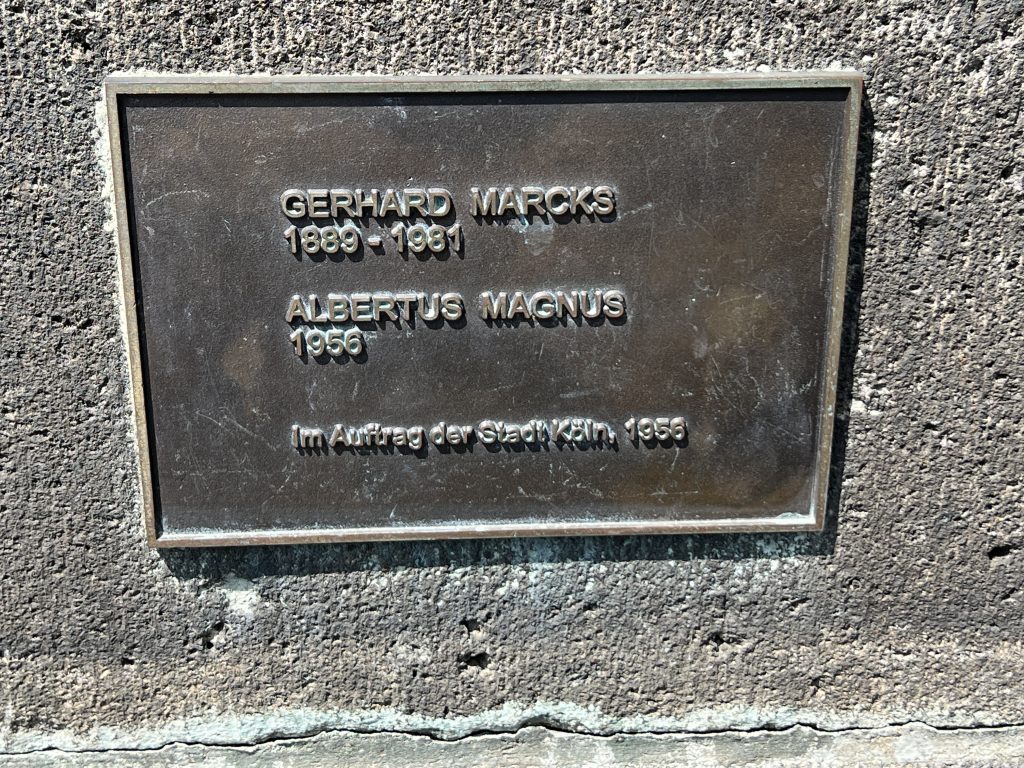 GERHARD MARCKS
1889 - 1981
ALBERTUS MAGNUS
1956
Im Auftrag der Stadt Köln, 1956